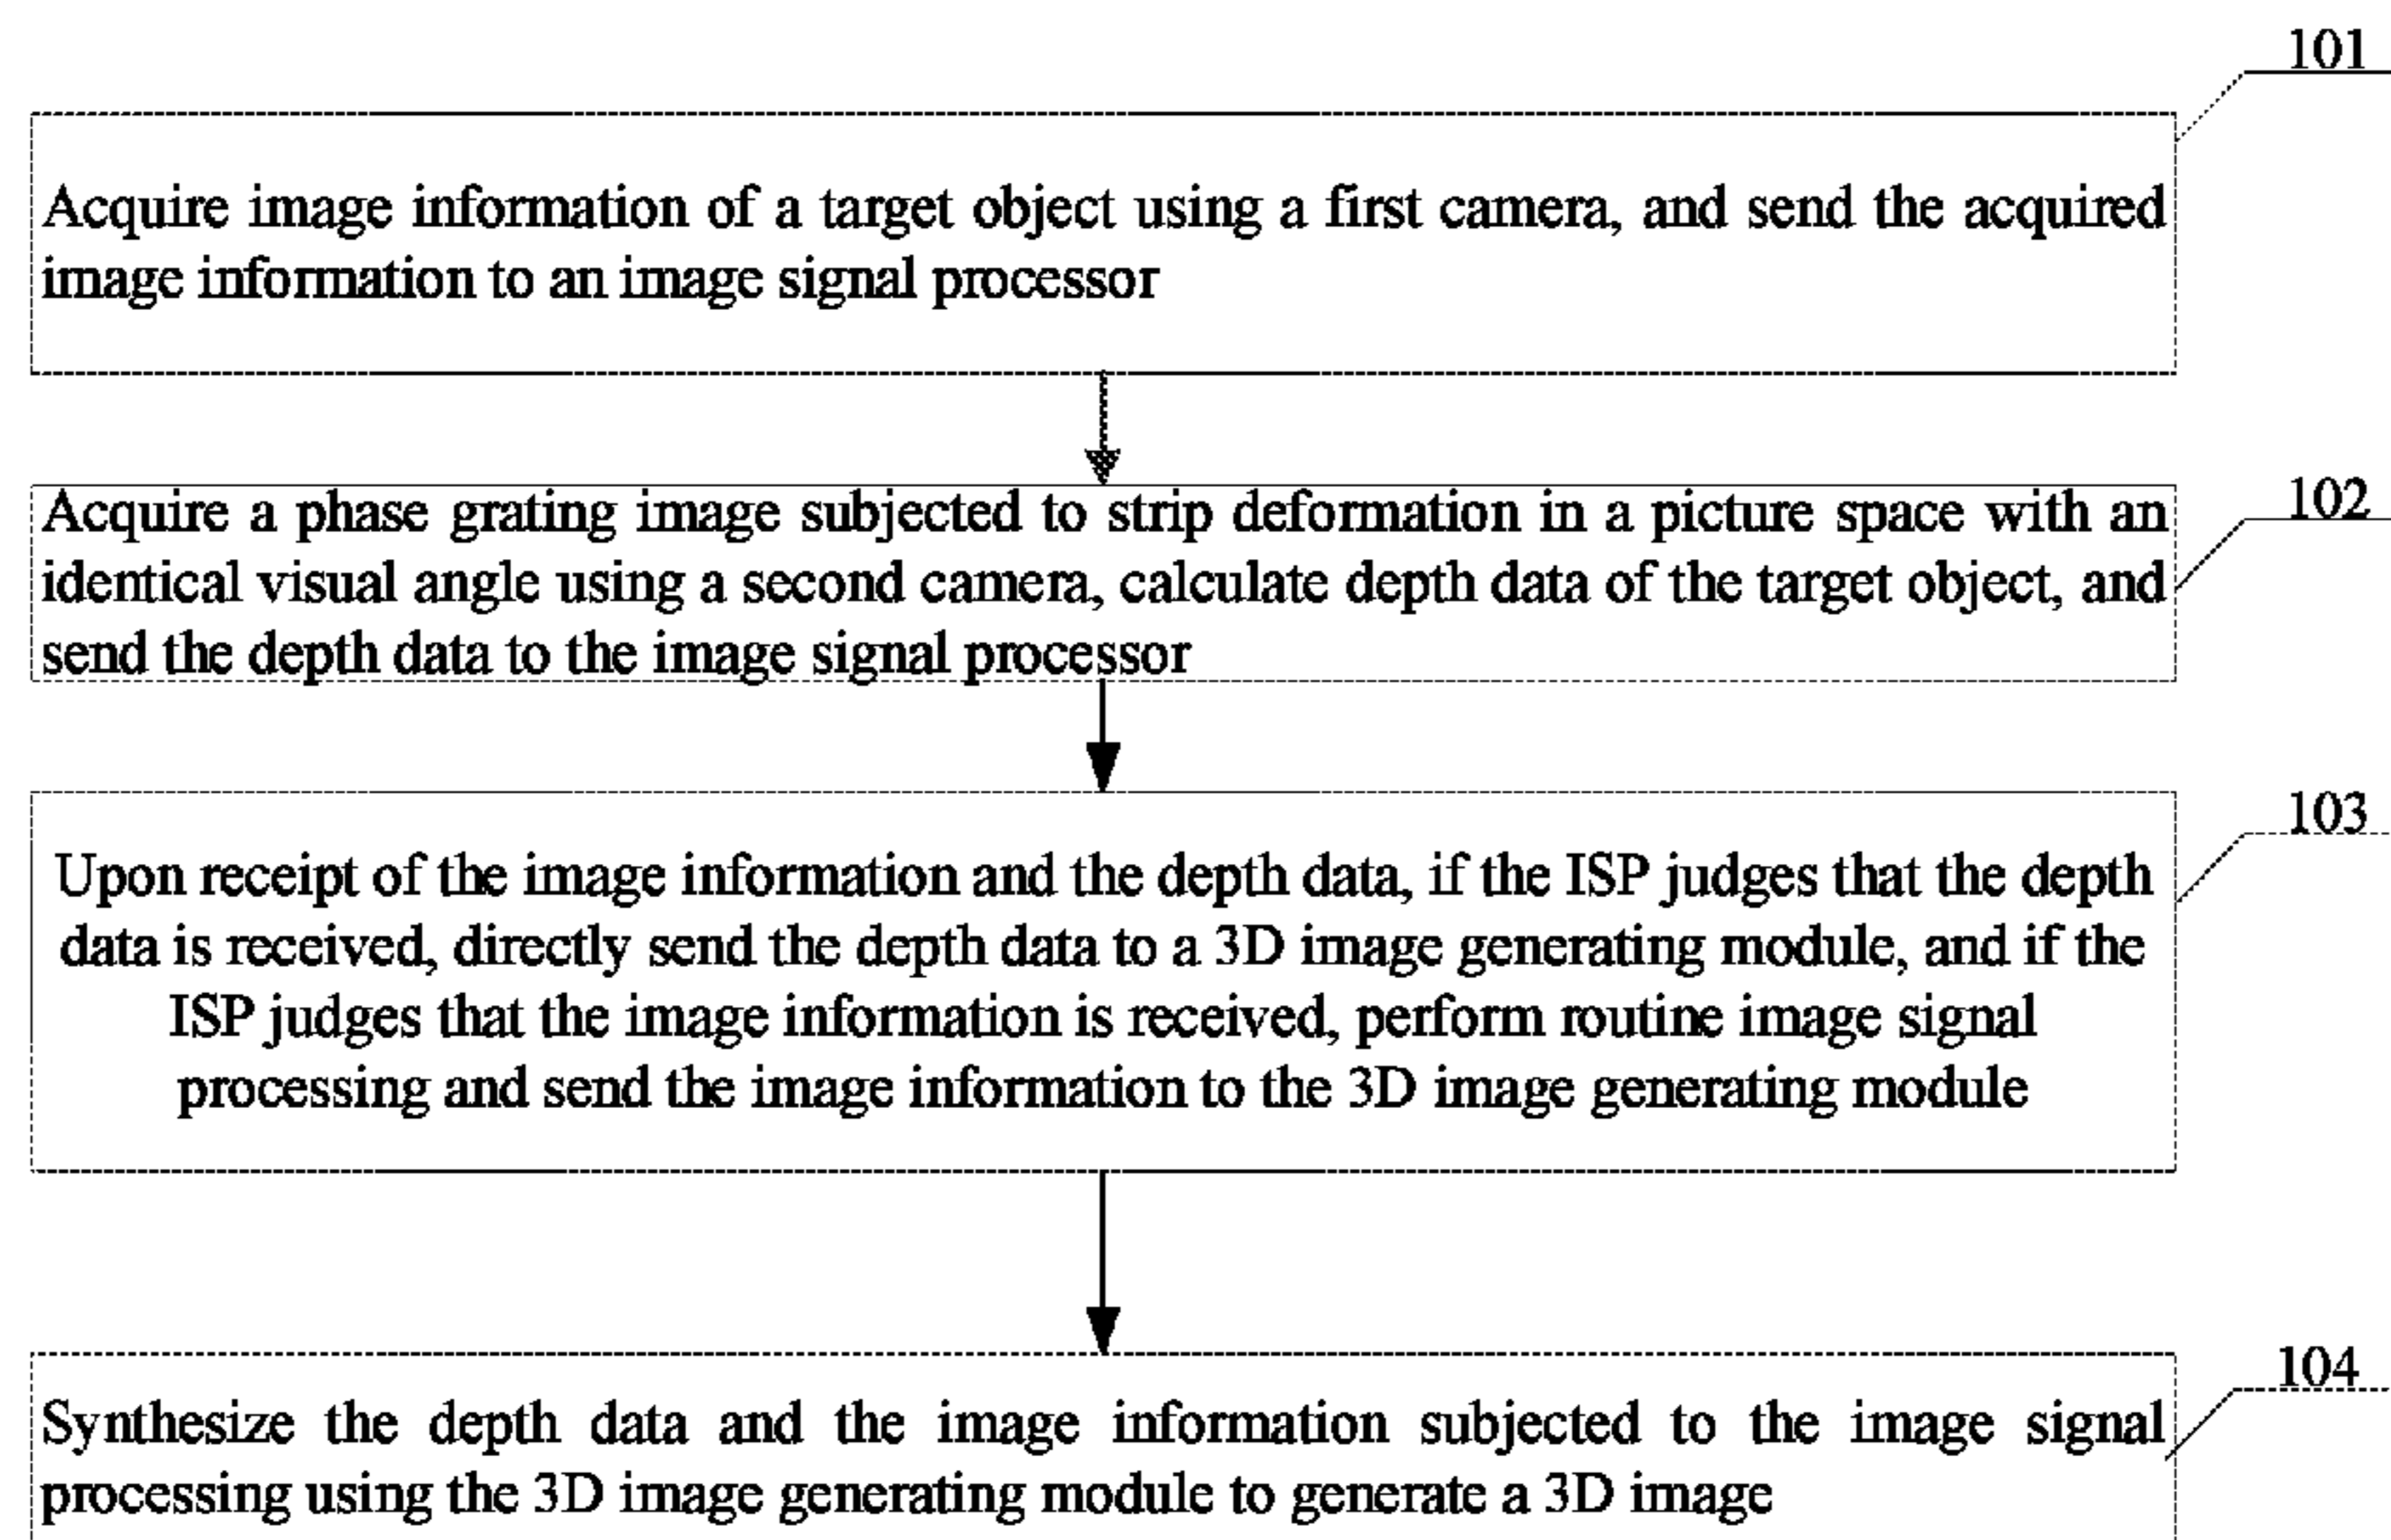 101
Acquire image information of a target object using a first camera, and send the acquired
image information to an image signal processor
102
Acquire a phase grating image subjected to strip deformation in a picture space with an
identical visual angle using a second camera, calculate depth data of the target object, and
send the depth data to the image signal processor
103
Upon receipt of the image information and the depth data, if the ISP judges that the depth
data is received, directly send the depth data to a 3D image generating module, and if the
ISP judges that the image information is received, perform routine image signal
processing and send the image information to the 3D image generating module
104
Synthesize the depth data and the image information subjected to the image signal
processing using the 3D image generating module to generate a 3D image